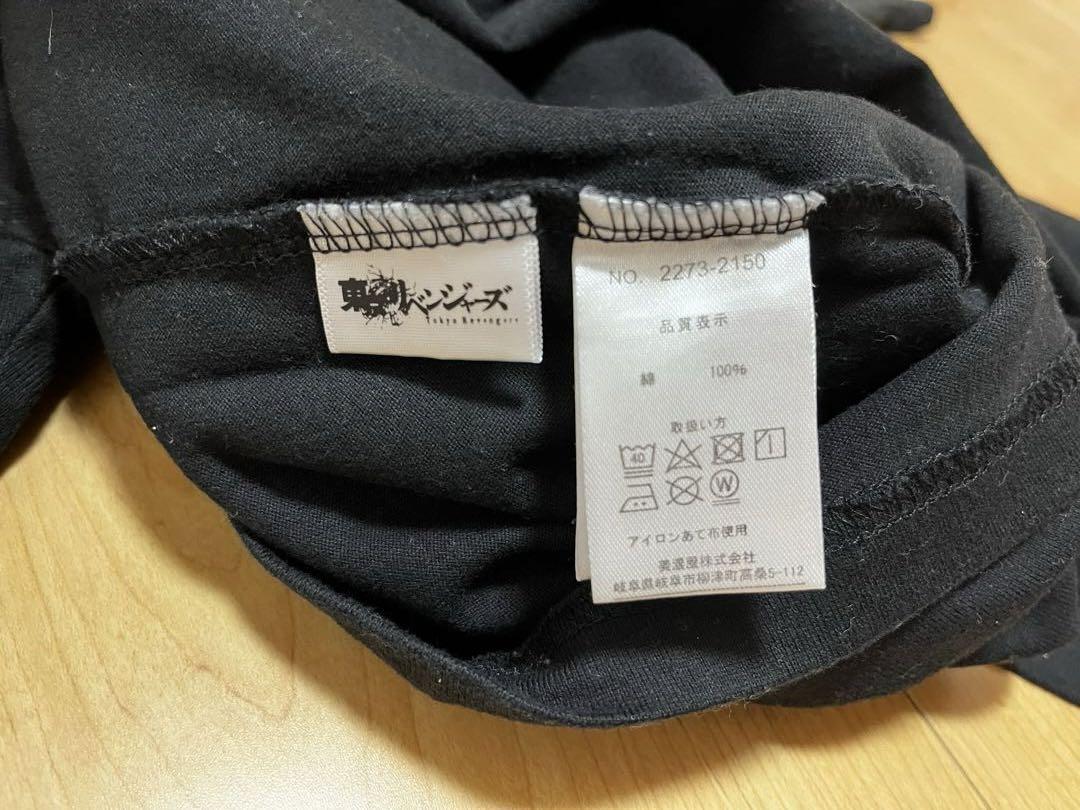 東京リベンジャーズ
Tokyo Revengers
NO. 2273-2150
品質表示
綿 100%
取扱い方
40
W
アイロンあて布使用
美濃屋株式会社
岐阜県岐阜市柳津町高桑5-112